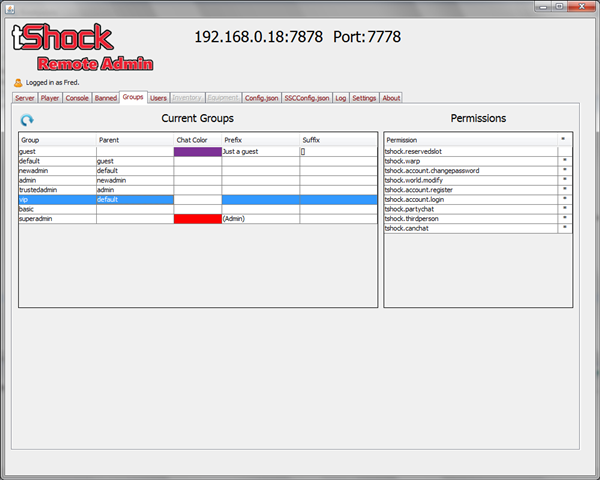 tShock
Remote Admin
192.168.0.18:7878 Port:7778
Logged in as Fred.
Server Player Console Banned Groups Users Inventory Equipment Config.json SSCConfig.json Log Settings About
Current Groups
Group Parent Chat Color Prefix Suffix
guest Just a guest []
default guest
newadmin default
admin newadmin
trustedadmin admin
vip default
basic
superadmin (Admin)
Permissions
Permission *
tshock.reservedslot
tshock.warp *
tshock.account.changepassword *
tshock.world.modify *
tshock.account.register *
tshock.account.login *
tshock.partychat *
tshock.thirdperson *
tshock.canchat *